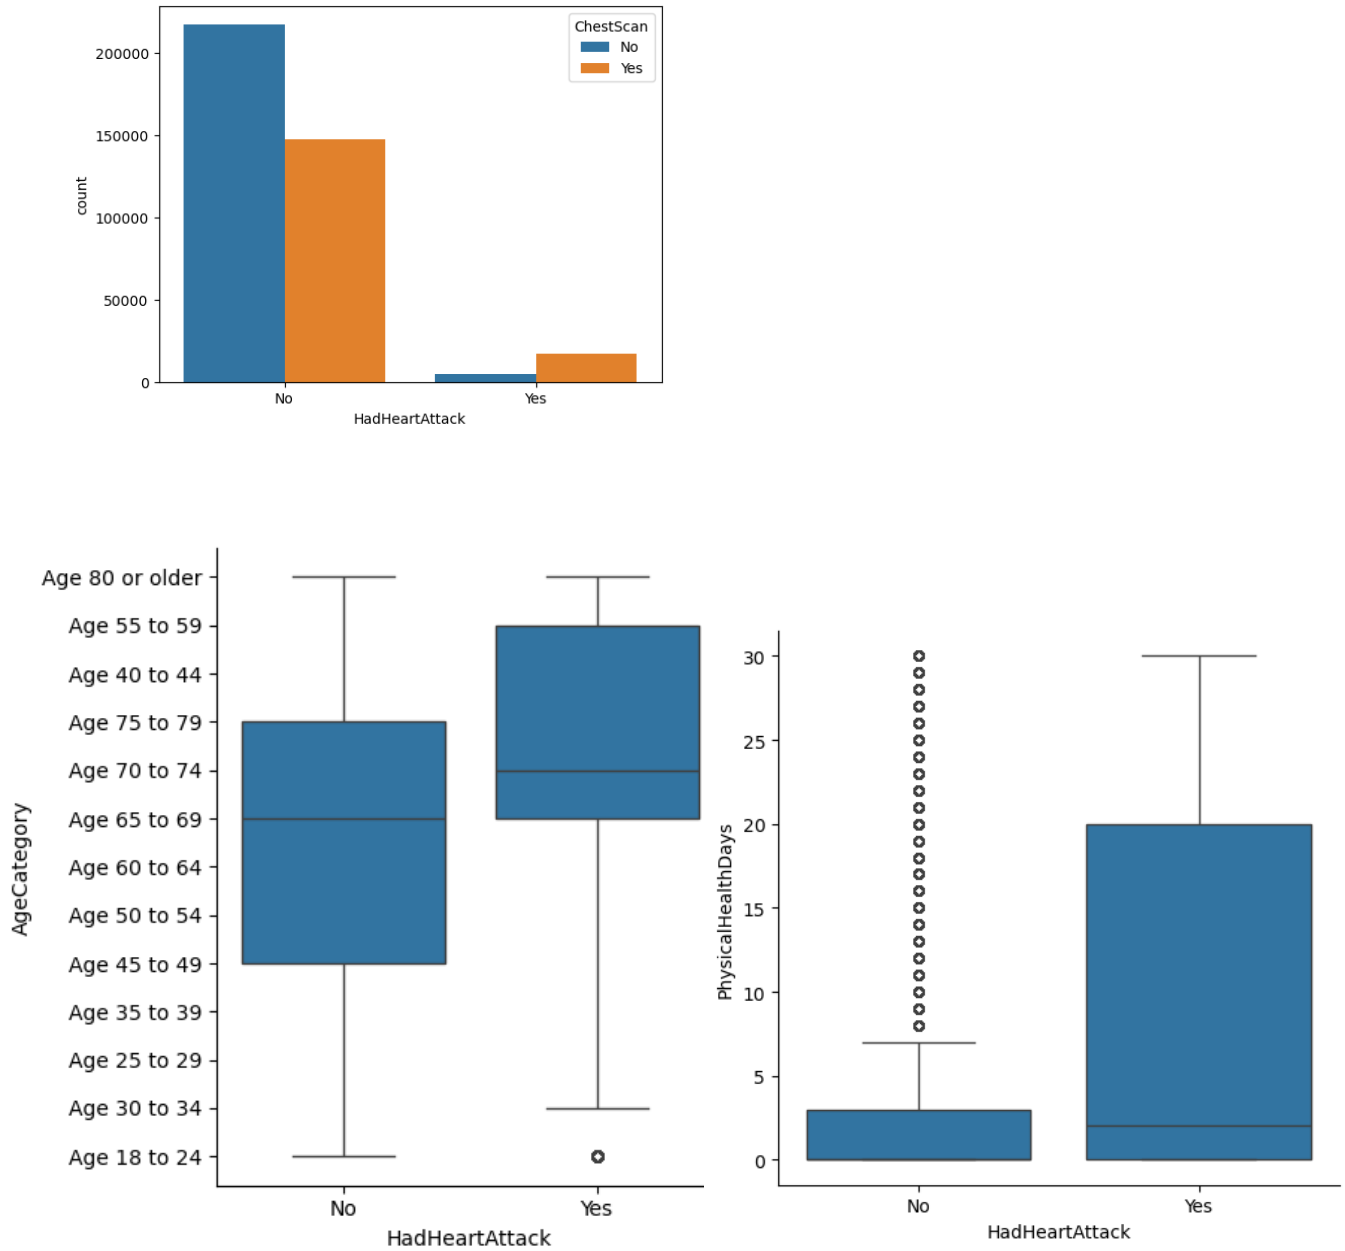 ChestScan
No
Yes
200000
150000
100000
50000
0
count
No
Yes
HadHeartAttack
Age 80 or older
Age 55 to 59
Age 40 to 44
Age 75 to 79
Age 70 to 74
Age 65 to 69
Age 60 to 64
Age 50 to 54
Age 45 to 49
Age 35 to 39
Age 25 to 29
Age 30 to 34
Age 18 to 24
AgeCategory
No
Yes
HadHeartAttack
30
25
20
15
10
5
0
PhysicalHealthDays
No
Yes
HadHeartAttack